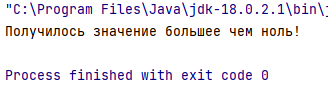 "C:\Program Files\Java\jdk-18.0.2.1\bin\j
Получилось значение большее чем ноль!
Process finished with exit code 0